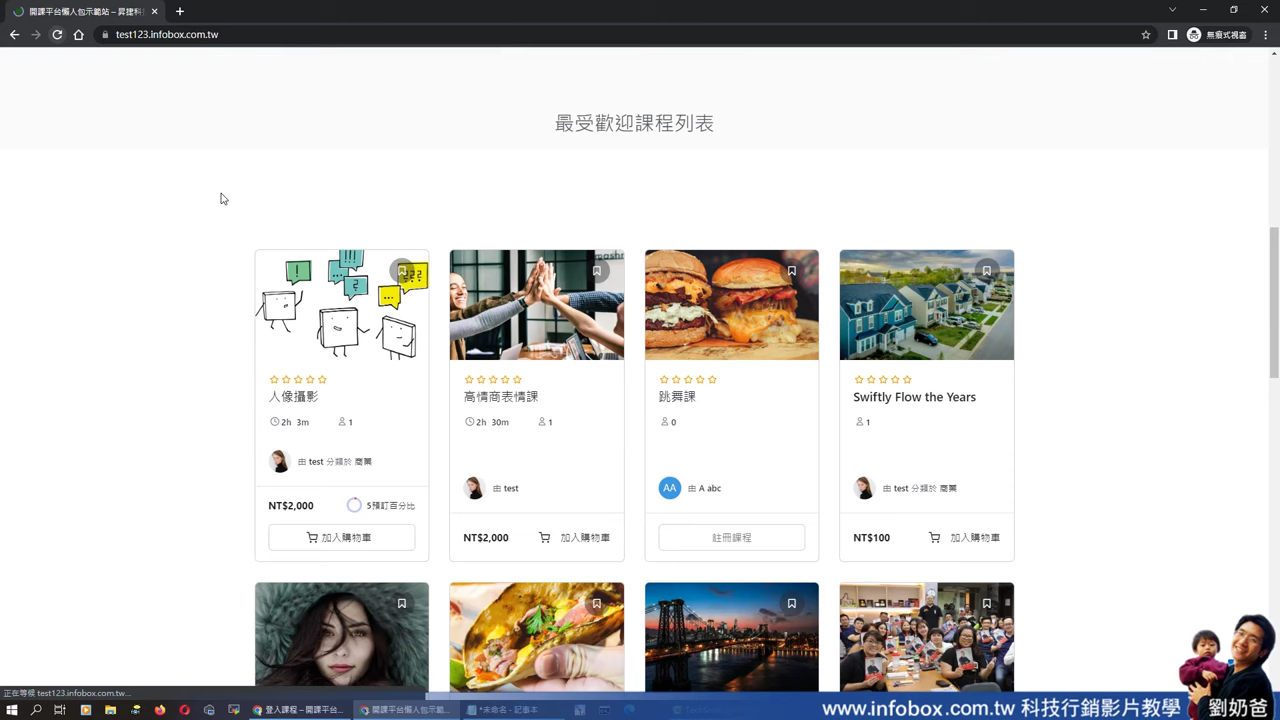 開課平台懶人包示範站 – 昇捷科
test123.infobox.com.tw
無痕式視窗
最受歡迎課程列表
人像攝影
2h 3m 1
由 test 分類於 商業
NT$2,000 5預訂百分比
加入購物車
高情商表情課
2h 30m 1
由 test
NT$2,000 加入購物車
跳舞課
0
AA 由 A abc
註冊課程
Swiftly Flow the Years
1
由 test 分類於 商業
NT$100 加入購物車
正在等候 test123.infobox.com.tw...
登入課程 – 開課平台...
開課平台懶人包示範...
*未命名 - 記事本
www.infobox.com.tw 科技行銷影片教學
劉奶爸